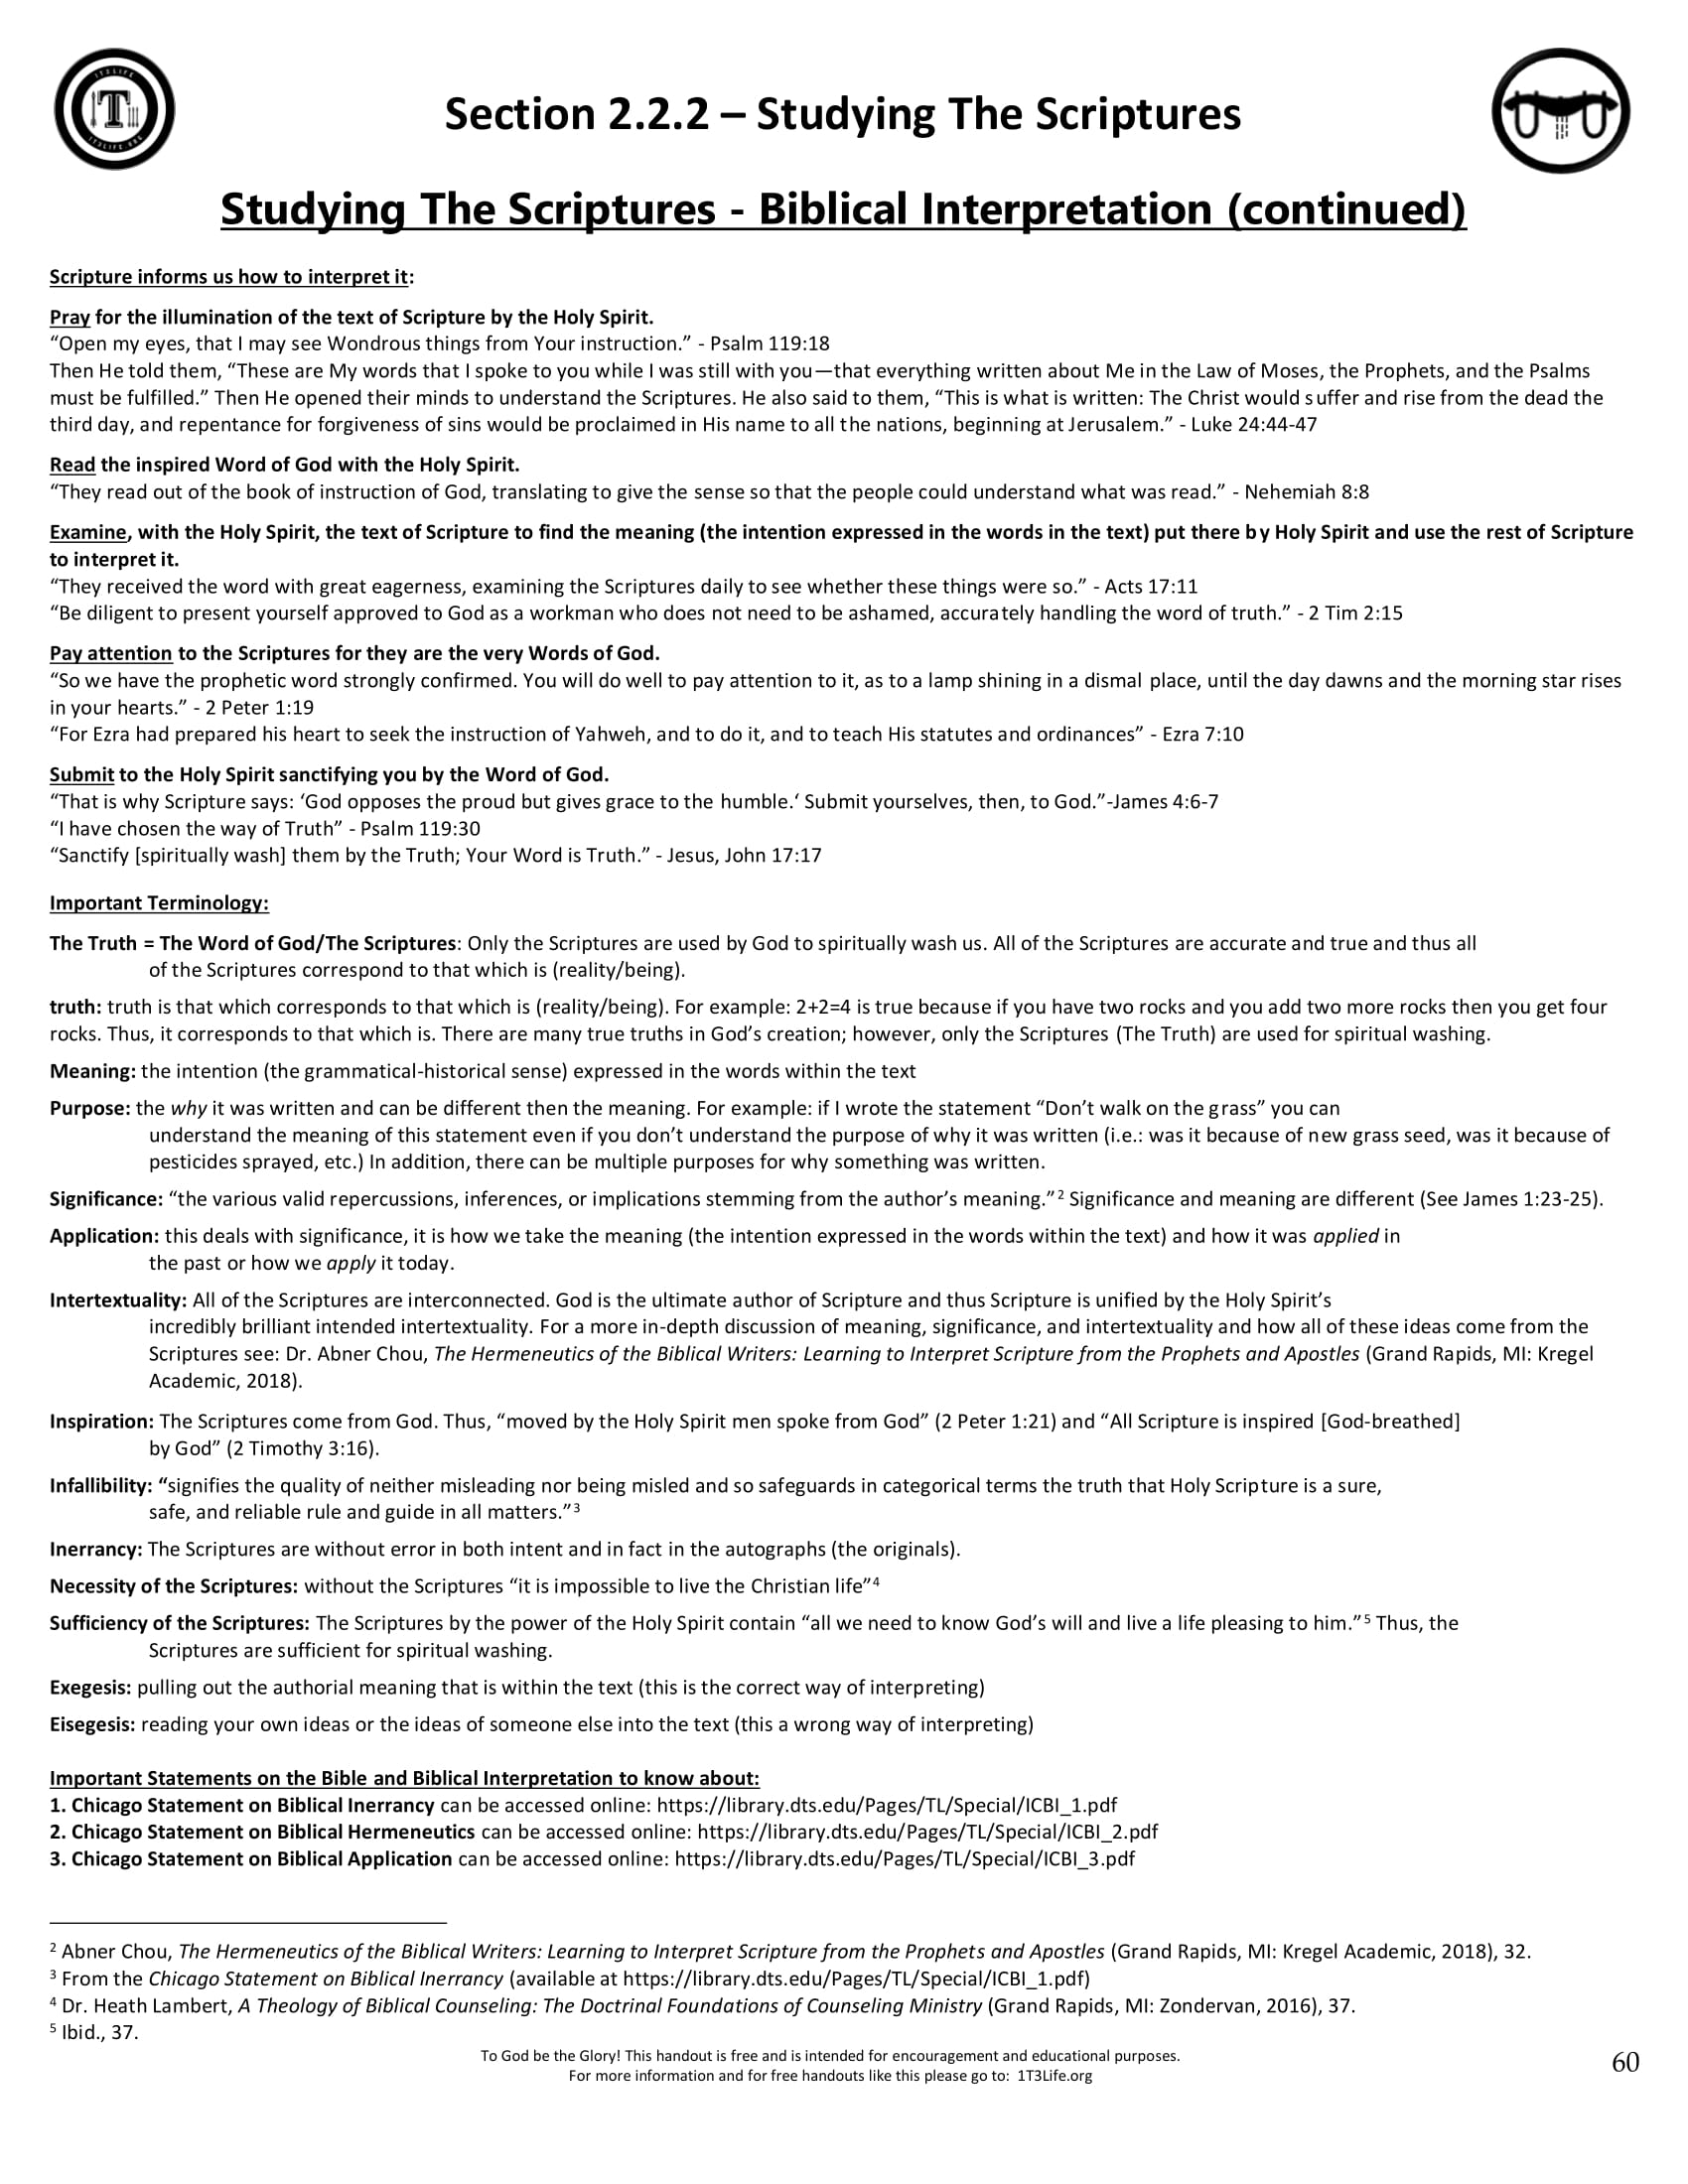 Section 2.2.2 – Studying The Scriptures
Studying The Scriptures - Biblical Interpretation (continued)
Scripture informs us how to interpret it:
Pray for the illumination of the text of Scripture by the Holy Spirit.
“Open my eyes, that I may see Wondrous things from Your instruction.” - Psalm 119:18
Then He told them, “These are My words that I spoke to you while I was still with you—that everything written about Me in the Law of Moses, the Prophets, and the Psalms
must be fulfilled.” Then He opened their minds to understand the Scriptures. He also said to them, “This is what is written: The Christ would suffer and rise from the dead the
third day, and repentance for forgiveness of sins would be proclaimed in His name to all the nations, beginning at Jerusalem.” - Luke 24:44-47
Read the inspired Word of God with the Holy Spirit.
“They read out of the book of instruction of God, translating to give the sense so that the people could understand what was read.” - Nehemiah 8:8
Examine, with the Holy Spirit, the text of Scripture to find the meaning (the intention expressed in the words in the text) put there by Holy Spirit and use the rest of Scripture
to interpret it.
“They received the word with great eagerness, examining the Scriptures daily to see whether these things were so.” - Acts 17:11
“Be diligent to present yourself approved to God as a workman who does not need to be ashamed, accurately handling the word of truth.” - 2 Tim 2:15
Pay attention to the Scriptures for they are the very Words of God.
“So we have the prophetic word strongly confirmed. You will do well to pay attention to it, as to a lamp shining in a dismal place, until the day dawns and the morning star rises
in your hearts.” - 2 Peter 1:19
“For Ezra had prepared his heart to seek the instruction of Yahweh, and to do it, and to teach His statutes and ordinances” - Ezra 7:10
Submit to the Holy Spirit sanctifying you by the Word of God.
“That is why Scripture says: ‘God opposes the proud but gives grace to the humble.‘ Submit yourselves, then, to God.”-James 4:6-7
“I have chosen the way of Truth” - Psalm 119:30
“Sanctify [spiritually wash] them by the Truth; Your Word is Truth.” - Jesus, John 17:17
Important Terminology:
The Truth = The Word of God/The Scriptures: Only the Scriptures are used by God to spiritually wash us. All of the Scriptures are accurate and true and thus all
of the Scriptures correspond to that which is (reality/being).
truth: truth is that which corresponds to that which is (reality/being). For example: 2+2=4 is true because if you have two rocks and you add two more rocks then you get four
rocks. Thus, it corresponds to that which is. There are many true truths in God’s creation; however, only the Scriptures (The Truth) are used for spiritual washing.
Meaning: the intention (the grammatical-historical sense) expressed in the words within the text
Purpose: the why it was written and can be different then the meaning. For example: if I wrote the statement “Don’t walk on the grass” you can
understand the meaning of this statement even if you don’t understand the purpose of why it was written (i.e.: was it because of new grass seed, was it because of
pesticides sprayed, etc.) In addition, there can be multiple purposes for why something was written.
Significance: “the various valid repercussions, inferences, or implications stemming from the author’s meaning.”2 Significance and meaning are different (See James 1:23-25).
Application: this deals with significance, it is how we take the meaning (the intention expressed in the words within the text) and how it was applied in
the past or how we apply it today.
Intertextuality: All of the Scriptures are interconnected. God is the ultimate author of Scripture and thus Scripture is unified by the Holy Spirit’s
incredibly brilliant intended intertextuality. For a more in-depth discussion of meaning, significance, and intertextuality and how all of these ideas come from the
Scriptures see: Dr. Abner Chou, The Hermeneutics of the Biblical Writers: Learning to Interpret Scripture from the Prophets and Apostles (Grand Rapids, MI: Kregel
Academic, 2018).
Inspiration: The Scriptures come from God. Thus, “moved by the Holy Spirit men spoke from God” (2 Peter 1:21) and “All Scripture is inspired [God-breathed]
by God” (2 Timothy 3:16).
Infallibility: “signifies the quality of neither misleading nor being misled and so safeguards in categorical terms the truth that Holy Scripture is a sure,
safe, and reliable rule and guide in all matters.”3
Inerrancy: The Scriptures are without error in both intent and in fact in the autographs (the originals).
Necessity of the Scriptures: without the Scriptures “it is impossible to live the Christian life”4
Sufficiency of the Scriptures: The Scriptures by the power of the Holy Spirit contain “all we need to know God’s will and live a life pleasing to him.”5 Thus, the
Scriptures are sufficient for spiritual washing.
Exegesis: pulling out the authorial meaning that is within the text (this is the correct way of interpreting)
Eisegesis: reading your own ideas or the ideas of someone else into the text (this a wrong way of interpreting)
Important Statements on the Bible and Biblical Interpretation to know about:
1. Chicago Statement on Biblical Inerrancy can be accessed online: https://library.dts.edu/Pages/TL/Special/ICBI_1.pdf
2. Chicago Statement on Biblical Hermeneutics can be accessed online: https://library.dts.edu/Pages/TL/Special/ICBI_2.pdf
3. Chicago Statement on Biblical Application can be accessed online: https://library.dts.edu/Pages/TL/Special/ICBI_3.pdf
2 Abner Chou, The Hermeneutics of the Biblical Writers: Learning to Interpret Scripture from the Prophets and Apostles (Grand Rapids, MI: Kregel Academic, 2018), 32.
3 From the Chicago Statement on Biblical Inerrancy (available at https://library.dts.edu/Pages/TL/Special/ICBI_1.pdf)
4 Dr. Heath Lambert, A Theology of Biblical Counseling: The Doctrinal Foundations of Counseling Ministry (Grand Rapids, MI: Zondervan, 2016), 37.
5 Ibid., 37.
To God be the Glory! This handout is free and is intended for encouragement and educational purposes.
For more information and for free handouts like this please go to: 1T3Life.org
60